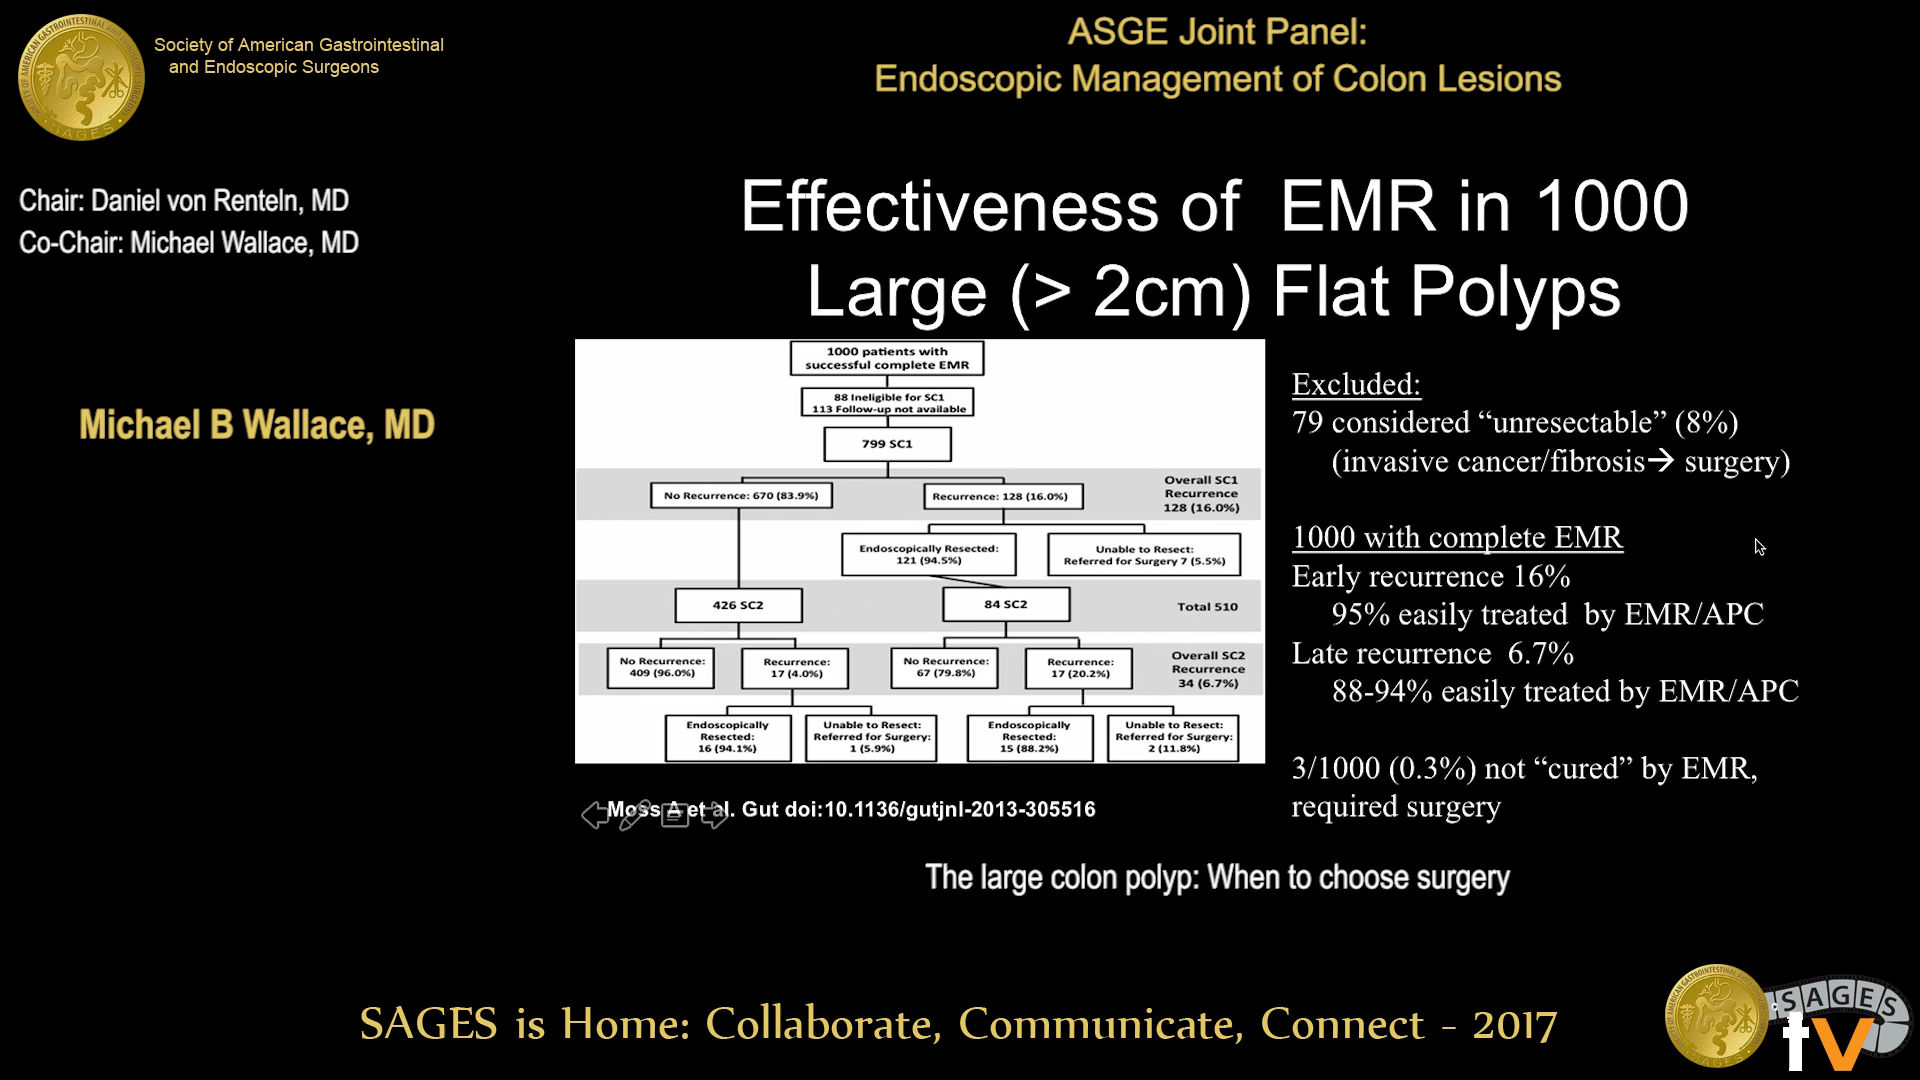 Society of American Gastrointestinal
and Endoscopic Surgeons
ASGE Joint Panel:
Endoscopic Management of Colon Lesions
Chair: Daniel von Renteln, MD
Co-Chair: Michael Wallace, MD
Michael B Wallace, MD
Effectiveness of EMR in 1000
Large (> 2cm) Flat Polyps
1000 patients with
successful complete EMR
88 Ineligible for SC1
113 Follow-up not available
799 SC1
No Recurrence: 670 (83.9%)
Recurrence: 128 (16.0%)
Overall SC1
Recurrence
128 (16.0%)
Endoscopically Resected:
121 (94.5%)
Unable to Resect:
Referred for Surgery 7 (5.5%)
426 SC2
84 SC2
Total 510
No Recurrence:
409 (96.0%)
Recurrence:
17 (4.0%)
No Recurrence:
67 (79.8%)
Recurrence:
17 (20.2%)
Overall SC2
Recurrence
34 (6.7%)
Endoscopically
Resected:
16 (94.1%)
Unable to Resect:
Referred for Surgery:
1 (5.9%)
Endoscopically
Resected:
15 (88.2%)
Unable to Resect:
Referred for Surgery:
2 (11.8%)
Excluded:
79 considered “unresectable” (8%)
(invasive cancer/fibrosis→ surgery)
1000 with complete EMR
Early recurrence 16%
95% easily treated by EMR/APC
Late recurrence 6.7%
88-94% easily treated by EMR/APC
3/1000 (0.3%) not “cured” by EMR,
required surgery
Moss A et al. Gut doi:10.1136/gutjnl-2013-305516
The large colon polyp: When to choose surgery
SAGES is Home: Collaborate, Communicate, Connect - 2017
SAGES
tv